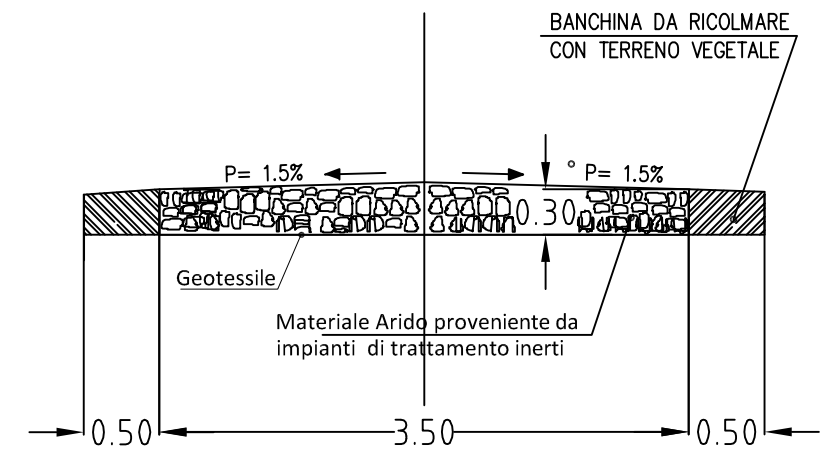 BANCHINA DA RICOLMARE
CON TERRENO VEGETALE
P= 1.5%
° P= 1.5%
0.30
Geotessile
Materiale Arido proveniente da
impianti di trattamento inerti
0.50
3.50
0.50